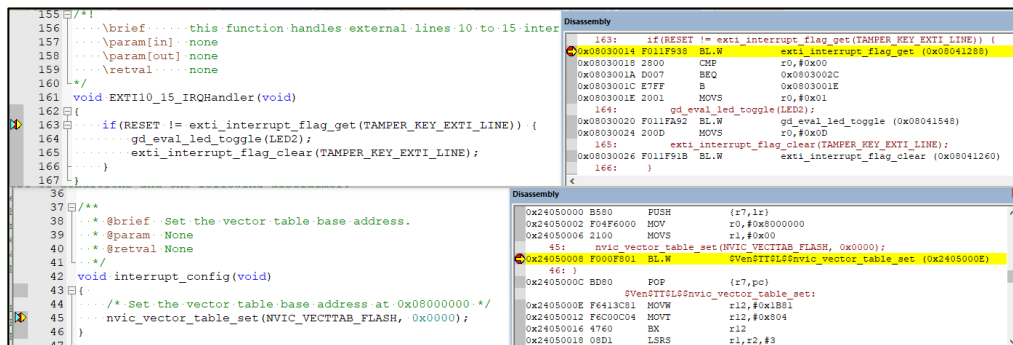 155 /*!
156 ····\brief······this·function·handles·external·lines·10·to·15·inter
157 ····\param[in]··none
158 ····\param[out]·none
159 ····\retval·····none
160 */
161 void EXTI10_15_IRQHandler(void)
162 {
163 if(RESET != exti_interrupt_flag_get(TAMPER_KEY_EXTI_LINE)) {
164 gd_eval_led_toggle(LED2);
165 exti_interrupt_flag_clear(TAMPER_KEY_EXTI_LINE);
166 }
167 }
Disassembly
163: if(RESET != exti_interrupt_flag_get(TAMPER_KEY_EXTI_LINE)) {
0x08030014 F011F938 BL.W exti_interrupt_flag_get (0x08041288)
0x08030018 2800 CMP r0,#0x00
0x0803001A D007 BEQ 0x0803002C
0x0803001C E7FF B 0x0803001E
0x0803001E 2001 MOVS r0,#0x01
164: gd_eval_led_toggle(LED2);
0x08030020 F011FA92 BL.W gd_eval_led_toggle (0x08041548)
0x08030024 200D MOVS r0,#0x0D
165: exti_interrupt_flag_clear(TAMPER_KEY_EXTI_LINE);
0x08030026 F011F91B BL.W exti_interrupt_flag_clear (0x08041260)
166: }
36
37 /**
38 ··*·@brief··Set·the·vector·table·base·address.
39 ··*·@param··None
40 ··*·@retval·None
41 ··*/
42 void interrupt_config(void)
43 {
44 /*·Set·the·vector·table·base·address·at·0x08000000·*/
45 nvic_vector_table_set(NVIC_VECTTAB_FLASH, 0x0000);
46 }
Disassembly
0x24050000 B580 PUSH {r7,lr}
0x24050002 F04F6000 MOV r0,#0x8000000
0x24050006 2100 MOVS r1,#0x00
45: nvic_vector_table_set(NVIC_VECTTAB_FLASH, 0x0000);
0x24050008 F000F801 BL.W $Ven$TT$L$$nvic_vector_table_set (0x2405000E)
46: }
0x2405000C BD80 POP {r7,pc}
$Ven$TT$L$$nvic_vector_table_set:
0x2405000E F6413C81 MOVW r12,#0x1B81
0x24050012 F6C00C04 MOVT r12,#0x804
0x24050016 4760 BX r12
0x24050018 08D1 LSRS r1,r2,#3